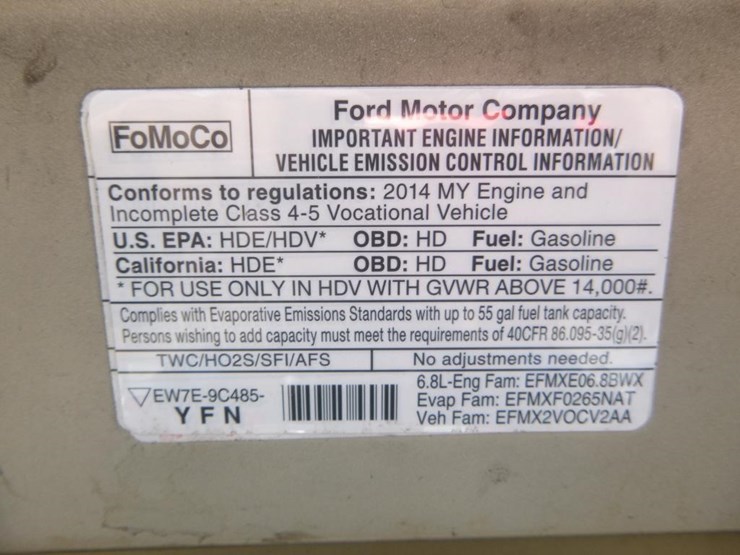 FoMoCo
Ford Motor Company
IMPORTANT ENGINE INFORMATION/
VEHICLE EMISSION CONTROL INFORMATION
Conforms to regulations: 2014 MY Engine and
Incomplete Class 4-5 Vocational Vehicle
U.S. EPA: HDE/HDV* OBD: HD Fuel: Gasoline
California: HDE* OBD: HD Fuel: Gasoline
* FOR USE ONLY IN HDV WITH GVWR ABOVE 14,000#.
Complies with Evaporative Emissions Standards with up to 55 gal fuel tank capacity.
Persons wishing to add capacity must meet the requirements of 40CFR 86.095-35(g)(2).
TWC/HO2S/SFI/AFS No adjustments needed.
EW7E-9C485-
YFN
6.8L-Eng Fam: EFMXE06.8BWX
Evap Fam: EFMXF0265NAT
Veh Fam: EFMX2VOCV2AA